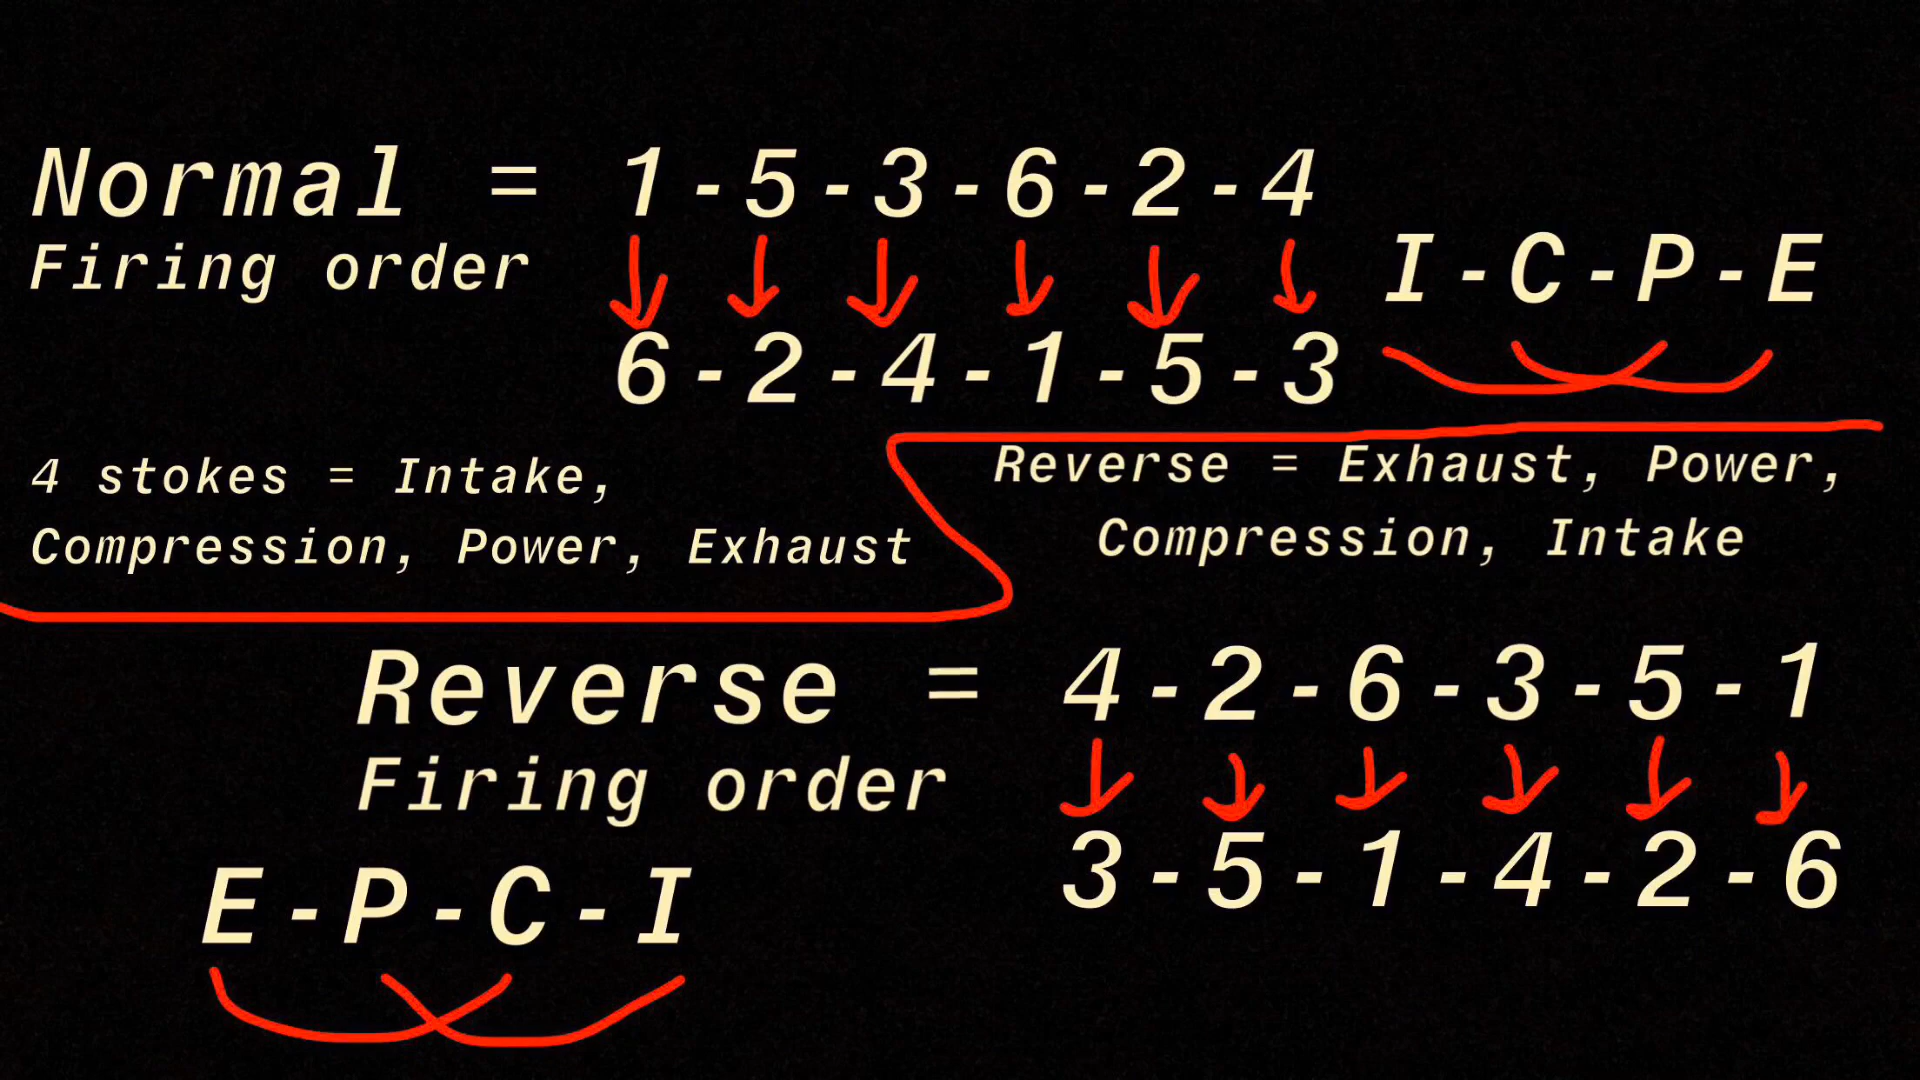 Normal = 1-5-3-6-2-4
Firing order
I-C-P-E
6-2-4-1-5-3
4 stokes = Intake,
Compression, Power, Exhaust
Reverse = Exhaust, Power,
Compression, Intake
Reverse = 4-2-6-3-5-1
Firing order
3-5-1-4-2-6
E-P-C-I